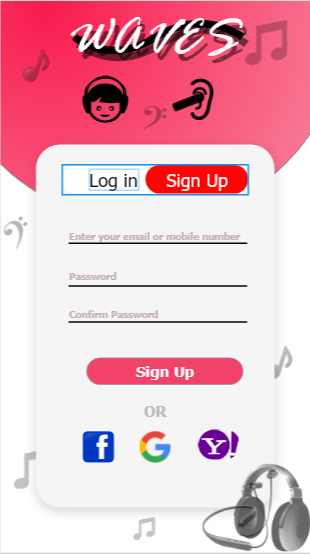 WAVES
Log in Sign Up
Enter your email or mobile number
Password
Confirm Password
Sign Up
OR
f G Y!